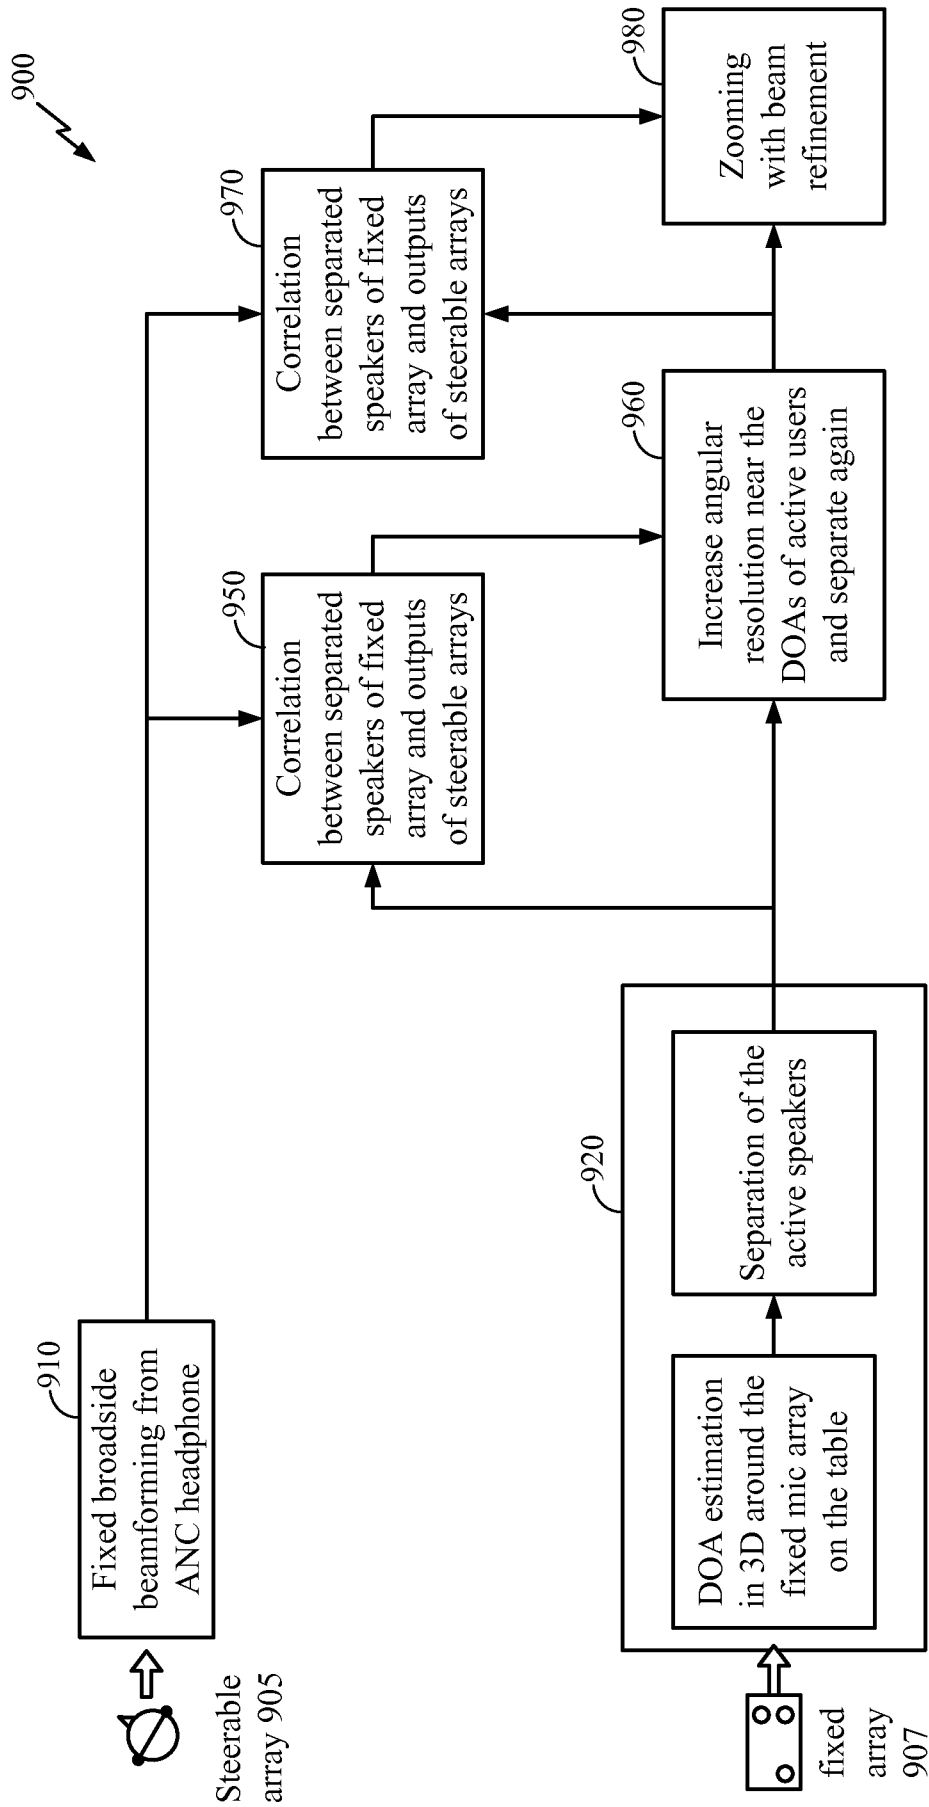 900
Steerable
array 905
910
Fixed broadside
beamforming from
ANC headphone
fixed
array
907
920
DOA estimation
in 3D around the
fixed mic array
on the table
Separation of the
active speakers
950
Correlation
between separated
speakers of fixed
array and outputs
of steerable arrays
960
Increase angular
resolution near the
DOAs of active users
and separate again
970
Correlation
between separated
speakers of fixed
array and outputs
of steerable arrays
980
Zooming
with beam
refinement